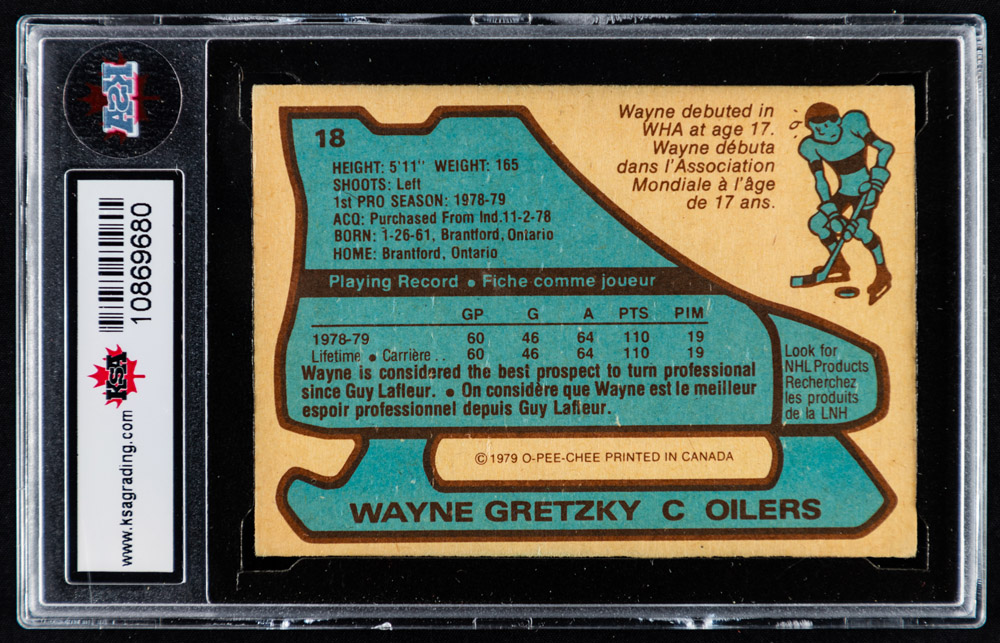 KSA
10869680
KSA
www.ksagrading.com
18
HEIGHT: 5'11" WEIGHT: 165
SHOOTS: Left
1st PRO SEASON: 1978-79
ACQ: Purchased From Ind.11-2-78
BORN: 1-26-61, Brantford, Ontario
HOME: Brantford, Ontario
Wayne debuted in
WHA at age 17.
Wayne débuta
dans l'Association
Mondiale à l'âge
de 17 ans.
Playing Record • Fiche comme joueur
GP G A PTS PIM
1978-79 60 46 64 110 19
Lifetime • Carrière . . 60 46 64 110 19
Wayne is considered the best prospect to turn professional
since Guy Lafleur. • On considère que Wayne est le meilleur
espoir professionnel depuis Guy Lafleur.
Look for
NHL Products
Recherchez
les produits
de la LNH
© 1979 O-PEE-CHEE PRINTED IN CANADA
WAYNE GRETZKY C OILERS